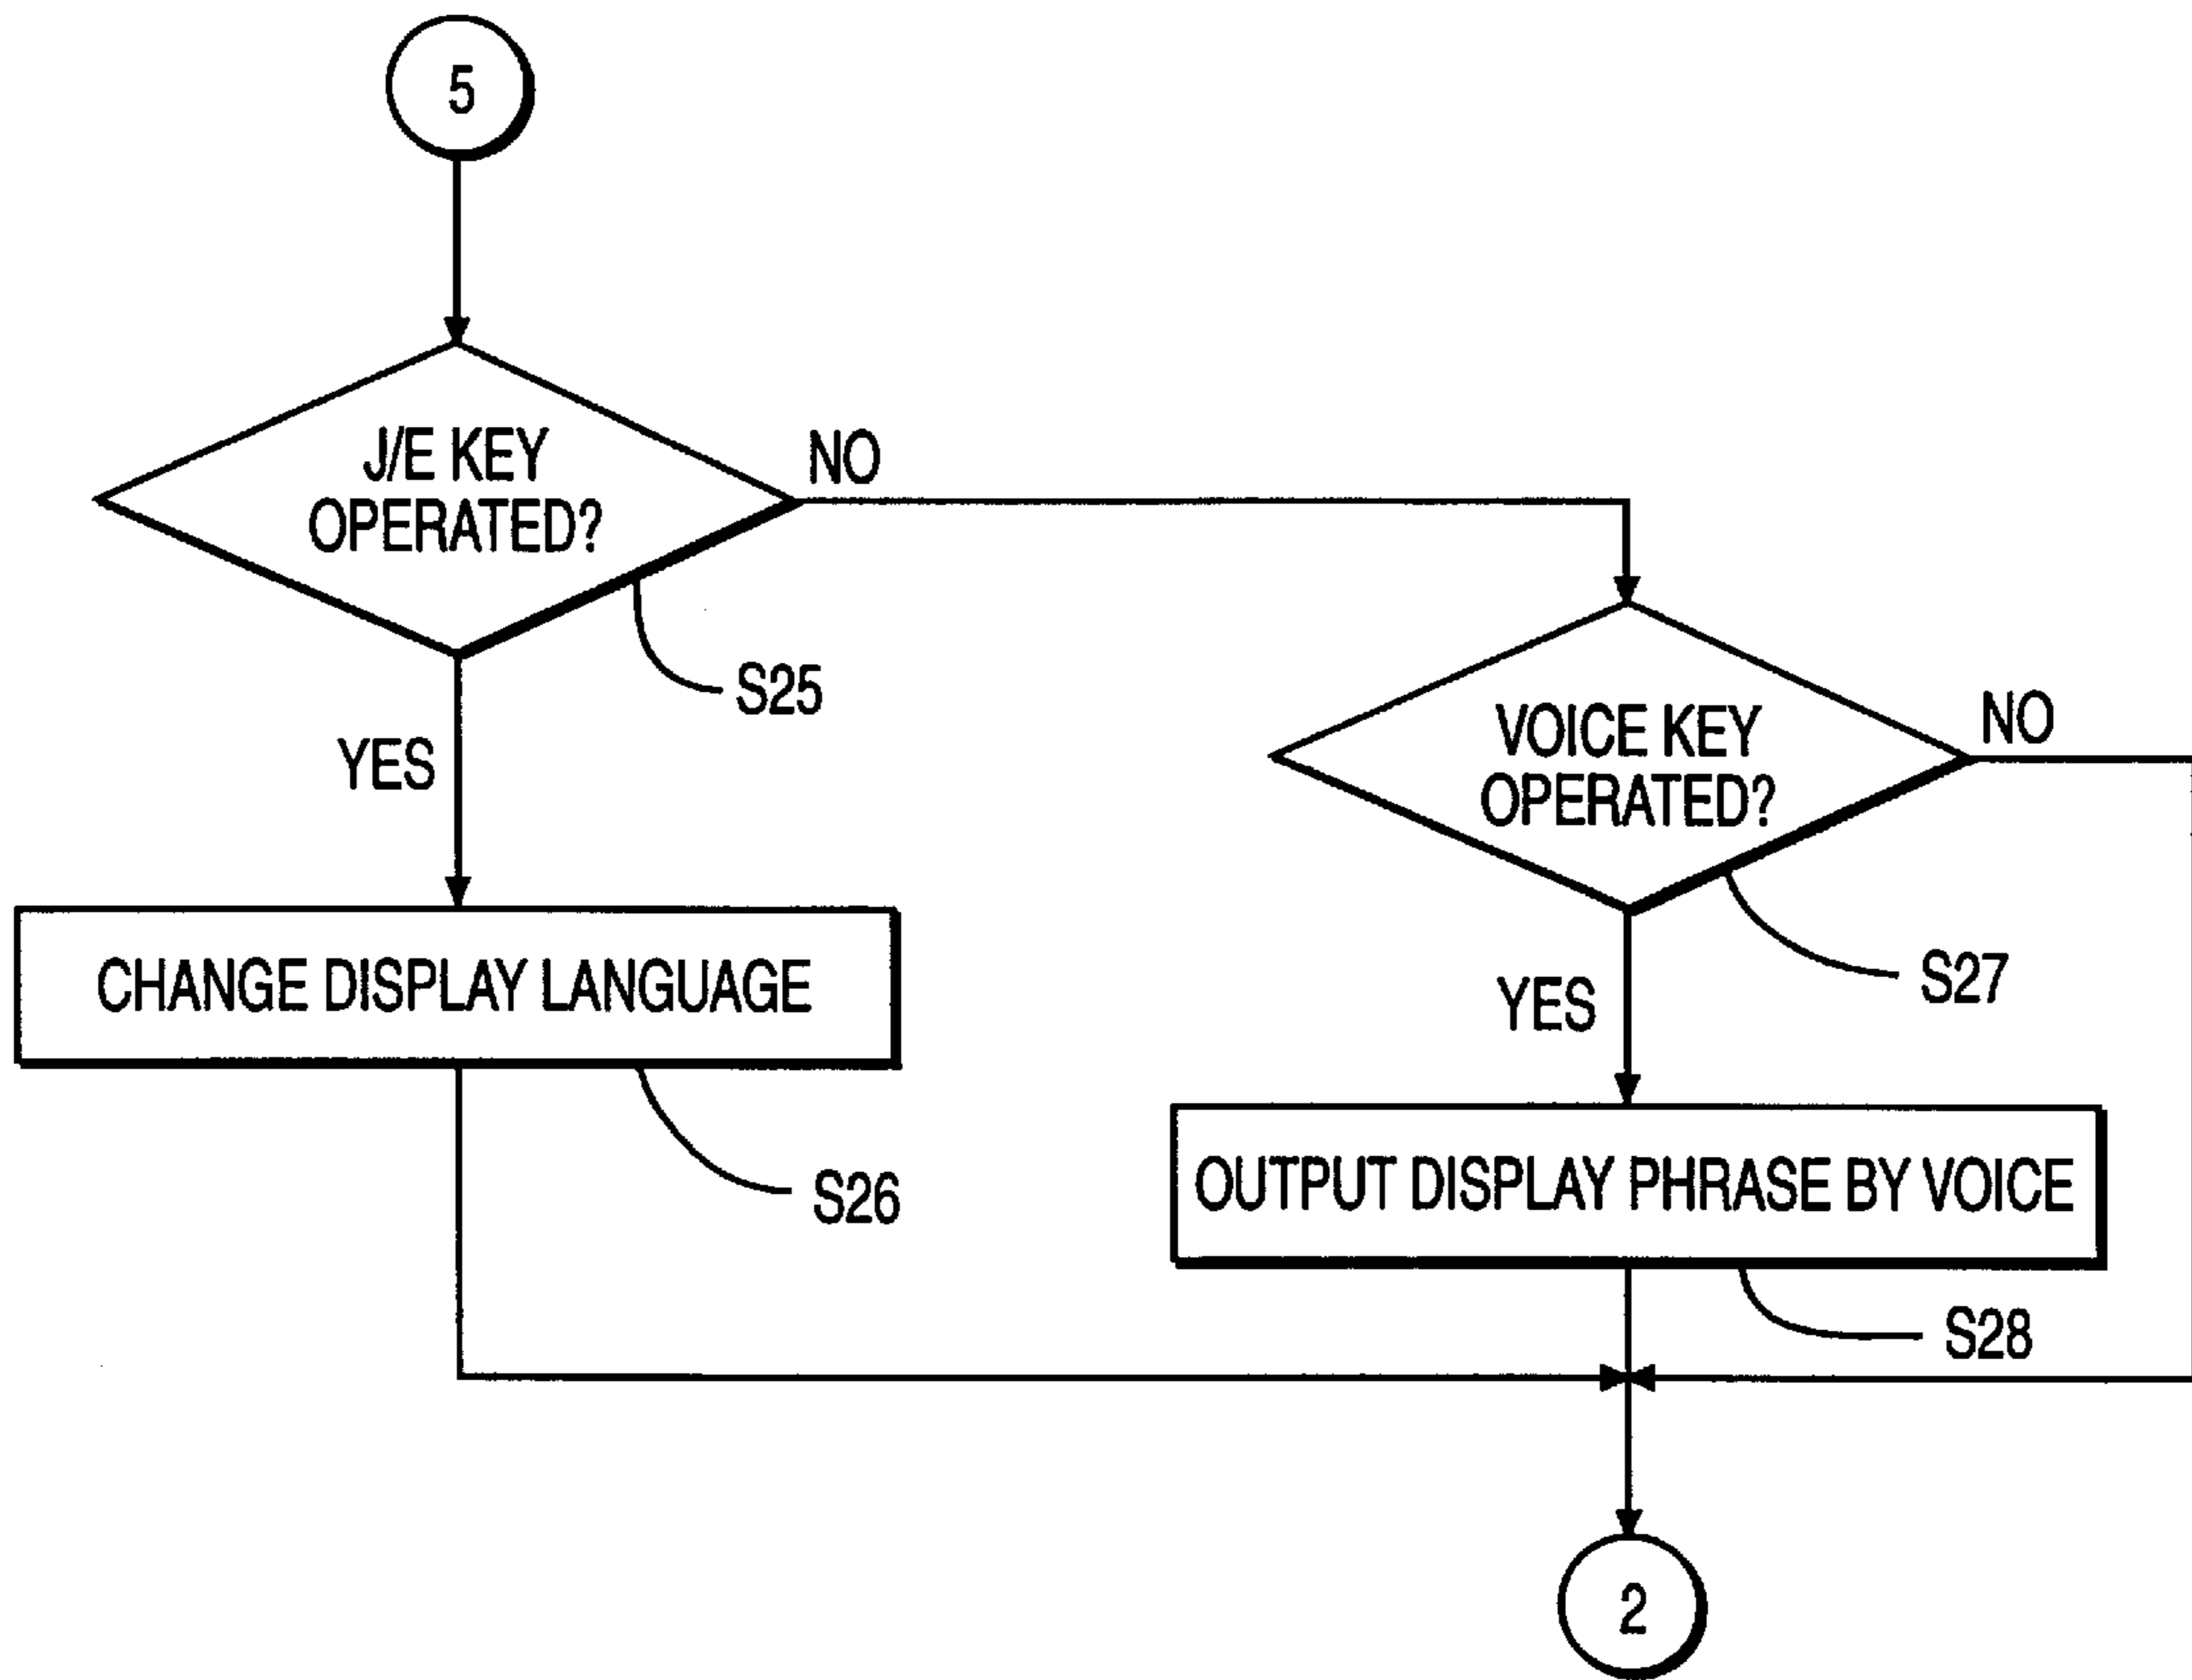 5
J/E KEY
OPERATED?
NO
S25
YES
VOICE KEY
OPERATED?
NO
S27
YES
CHANGE DISPLAY LANGUAGE
S26
OUTPUT DISPLAY PHRASE BY VOICE
S28
2